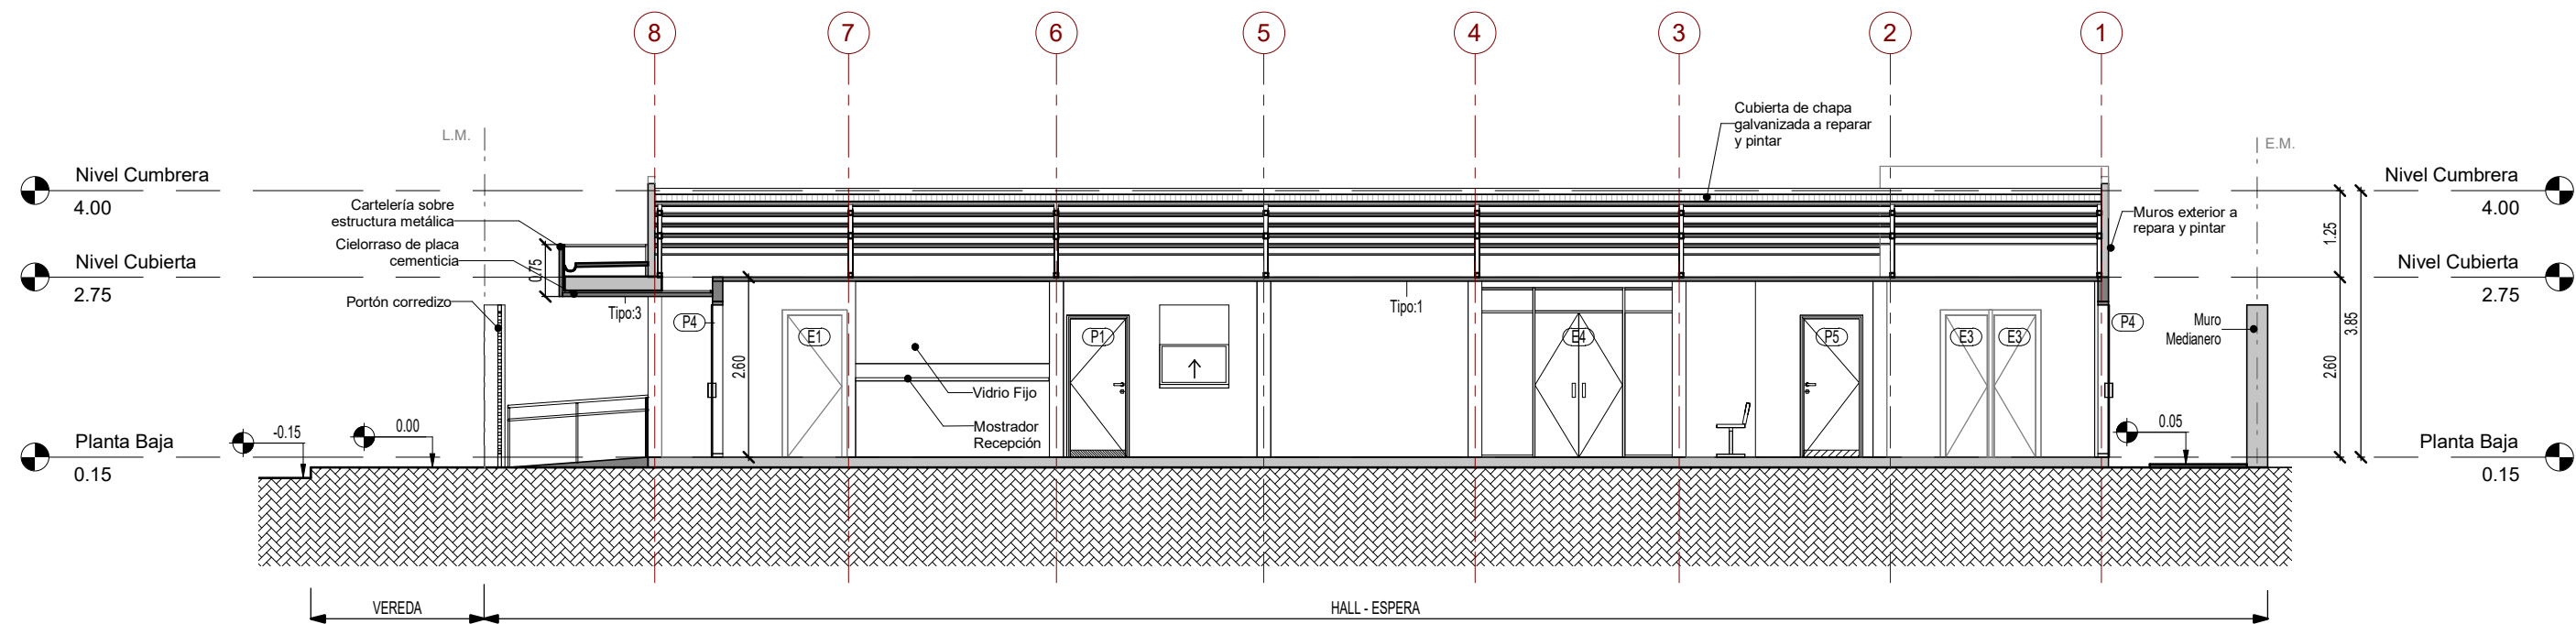 8 7 6 5 4 3 2 1
L.M.
E.M.
Cubierta de chapa
galvanizada a reparar
y pintar
Nivel Cumbrera
4.00
Cartelería sobre
estructura metálica
Cielorraso de placa
cementicia
0.75
Nivel Cubierta
2.75
Portón corredizo
Tipo:3
P4
2.60
E1
P1
Vidrio Fijo
Mostrador
Recepción
Tipo:1
E4
P5
E3
E3
P4
Muros exterior a
repara y pintar
Muro
Medianero
Nivel Cumbrera
4.00
1.25
Nivel Cubierta
2.75
3.85
2.60
Planta Baja
0.15
-0.15
0.00
0.05
Planta Baja
0.15
VEREDA
HALL - ESPERA